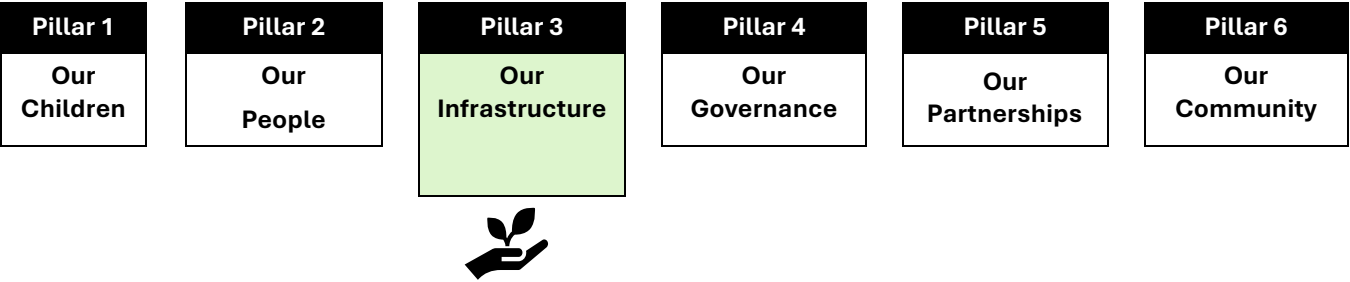 Pillar 1
Our
Children
Pillar 2
Our
People
Pillar 3
Our
Infrastructure
Pillar 4
Our
Governance
Pillar 5
Our
Partnerships
Pillar 6
Our
Community